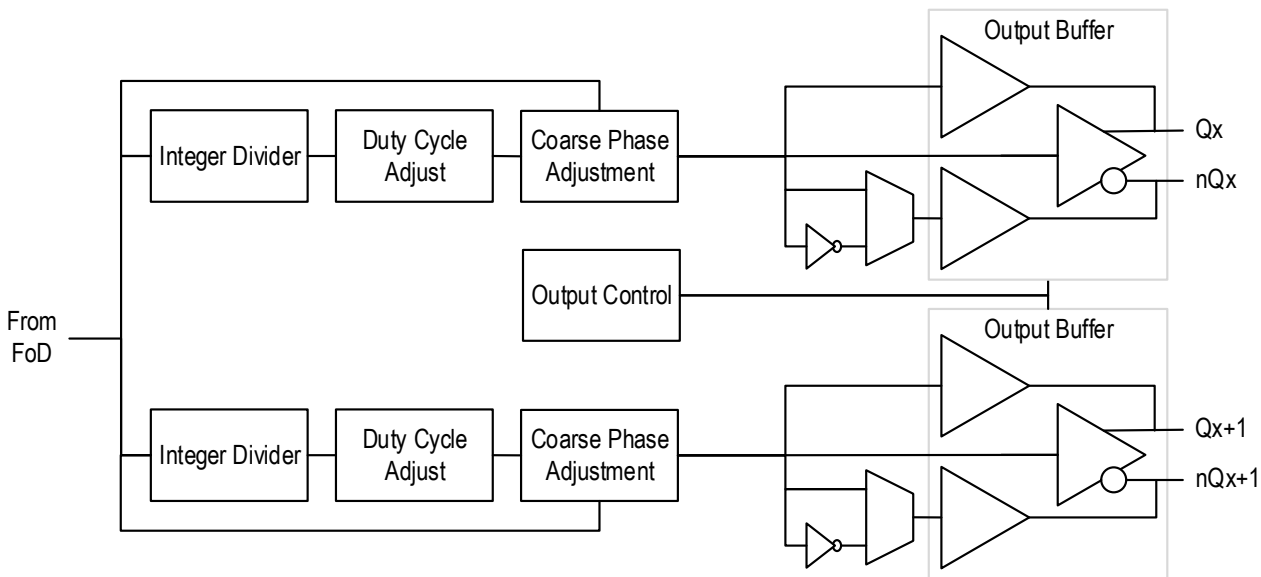 Output Buffer
Integer Divider
Duty Cycle
Adjust
Coarse Phase
Adjustment
Qx
nQx
Output Control
From
FoD
Output Buffer
Integer Divider
Duty Cycle
Adjust
Coarse Phase
Adjustment
Qx+1
nQx+1